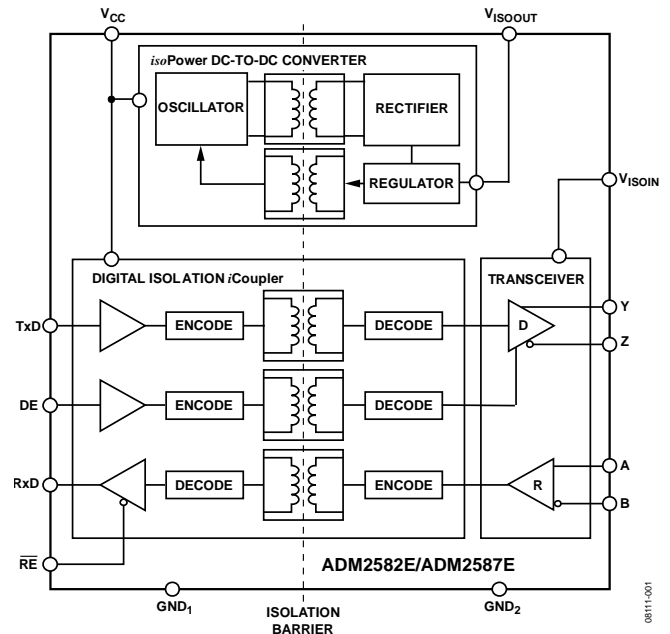 VCC
VISOOUT
isoPower DC-TO-DC CONVERTER
OSCILLATOR
RECTIFIER
REGULATOR
VISOIN
DIGITAL ISOLATION iCoupler
TRANSCEIVER
TxD
ENCODE
DECODE
D
Y
Z
DE
ENCODE
DECODE
RxD
DECODE
ENCODE
R
A
B
RE
ADM2582E/ADM2587E
GND1
ISOLATION
BARRIER
GND2
08111-001